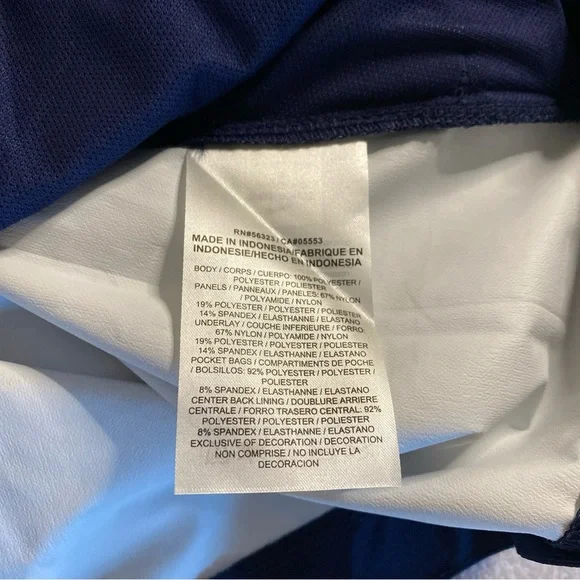 RN#56323 / CA#05553
MADE IN INDONESIA/FABRIQUE EN
INDONESIE/HECHO EN INDONESIA
BODY / CORPS / CUERPO: 100% POLYESTER /
POLYESTER / POLIESTER
PANELS / PANNEAUX / PANELES: 67% NYLON
/ POLYAMIDE / NYLON
19% POLYESTER / POLYESTER / POLIESTER
14% SPANDEX / ELASTHANNE / ELASTANO
UNDERLAY / COUCHE INFERIEURE / FORRO:
67% NYLON / POLYAMIDE / NYLON
19% POLYESTER / POLYESTER / POLIESTER
14% SPANDEX / ELASTHANNE / ELASTANO
POCKET BAGS / COMPARTIMENTS DE POCHE
/ BOLSILLOS: 92% POLYESTER / POLYESTER /
POLIESTER
8% SPANDEX / ELASTHANNE / ELASTANO
CENTER BACK LINING / DOUBLURE ARRIERE
CENTRALE / FORRO TRASERO CENTRAL: 92%
POLYESTER / POLYESTER / POLIESTER
8% SPANDEX / ELASTHANNE / ELASTANO
EXCLUSIVE OF DECORATION / DECORATION
NON COMPRISE / NO INCLUYE LA
DECORACION